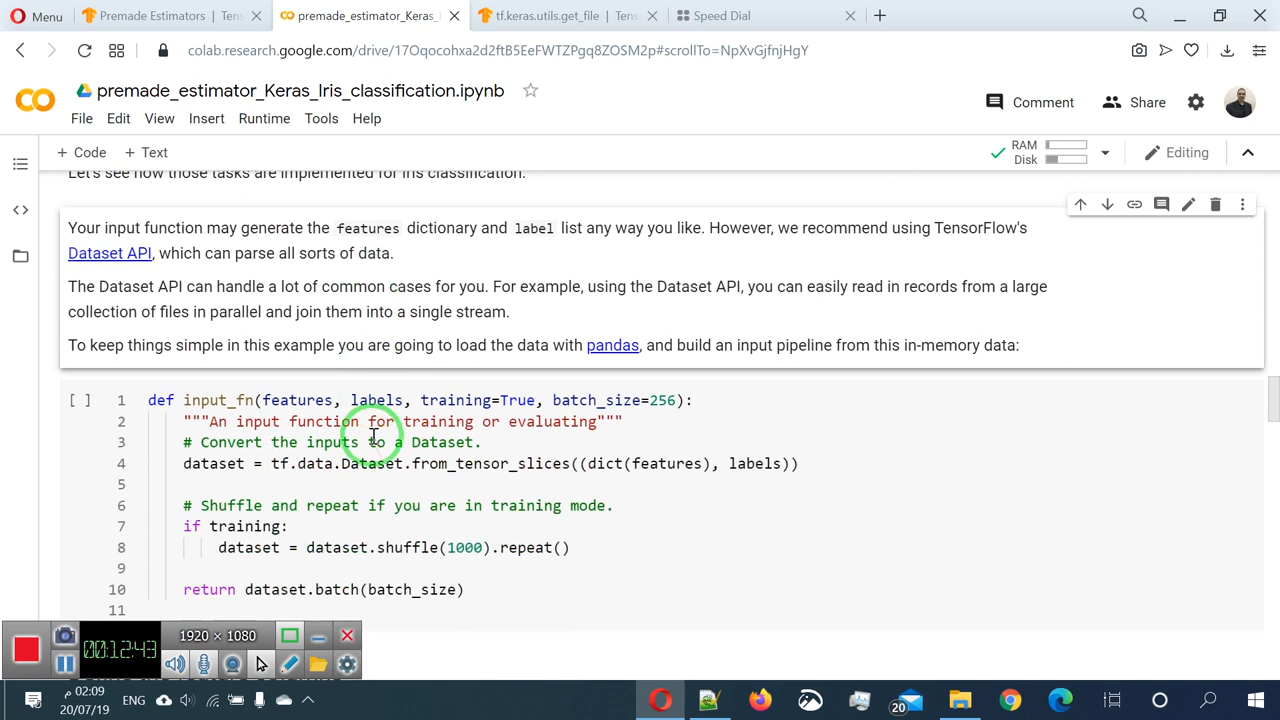 Menu
Premade Estimators | Tens
premade_estimator_Keras_I
tf.keras.utils.get_file | Tens
Speed Dial
colab.research.google.com/drive/17Oqocohxa2d2ftB5EeFWTZPgq8ZOSM2p#scrollTo=NpXvGjfnjHgY
CO
premade_estimator_Keras_Iris_classification.ipynb
Comment
Share
File Edit View Insert Runtime Tools Help
+ Code + Text
RAM
Disk
Editing
Let's see how those tasks are implemented for Iris classification.
Your input function may generate the features dictionary and label list any way you like. However, we recommend using TensorFlow's
Dataset API, which can parse all sorts of data.
The Dataset API can handle a lot of common cases for you. For example, using the Dataset API, you can easily read in records from a large
collection of files in parallel and join them into a single stream.
To keep things simple in this example you are going to load the data with pandas, and build an input pipeline from this in-memory data:
[ ] 1 def input_fn(features, labels, training=True, batch_size=256):
2 """An input function for training or evaluating"""
3 # Convert the inputs to a Dataset.
4 dataset = tf.data.Dataset.from_tensor_slices((dict(features), labels))
5
6 # Shuffle and repeat if you are in training mode.
7 if training:
8 dataset = dataset.shuffle(1000).repeat()
9
10 return dataset.batch(batch_size)
11
1920 × 1080
00:12:43
02:09 م
20/07/19
ENG
20